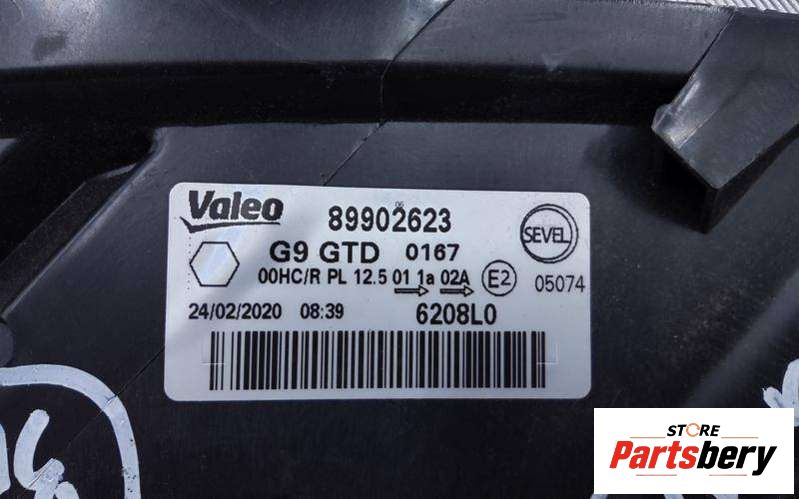 Valeo 89902623 06
G9 GTD 0167 SEVEL
00HC/R PL 12.5 01 1a 02A E2 05074
24/02/2020 08:39 6208L0
STORE
Partsbery